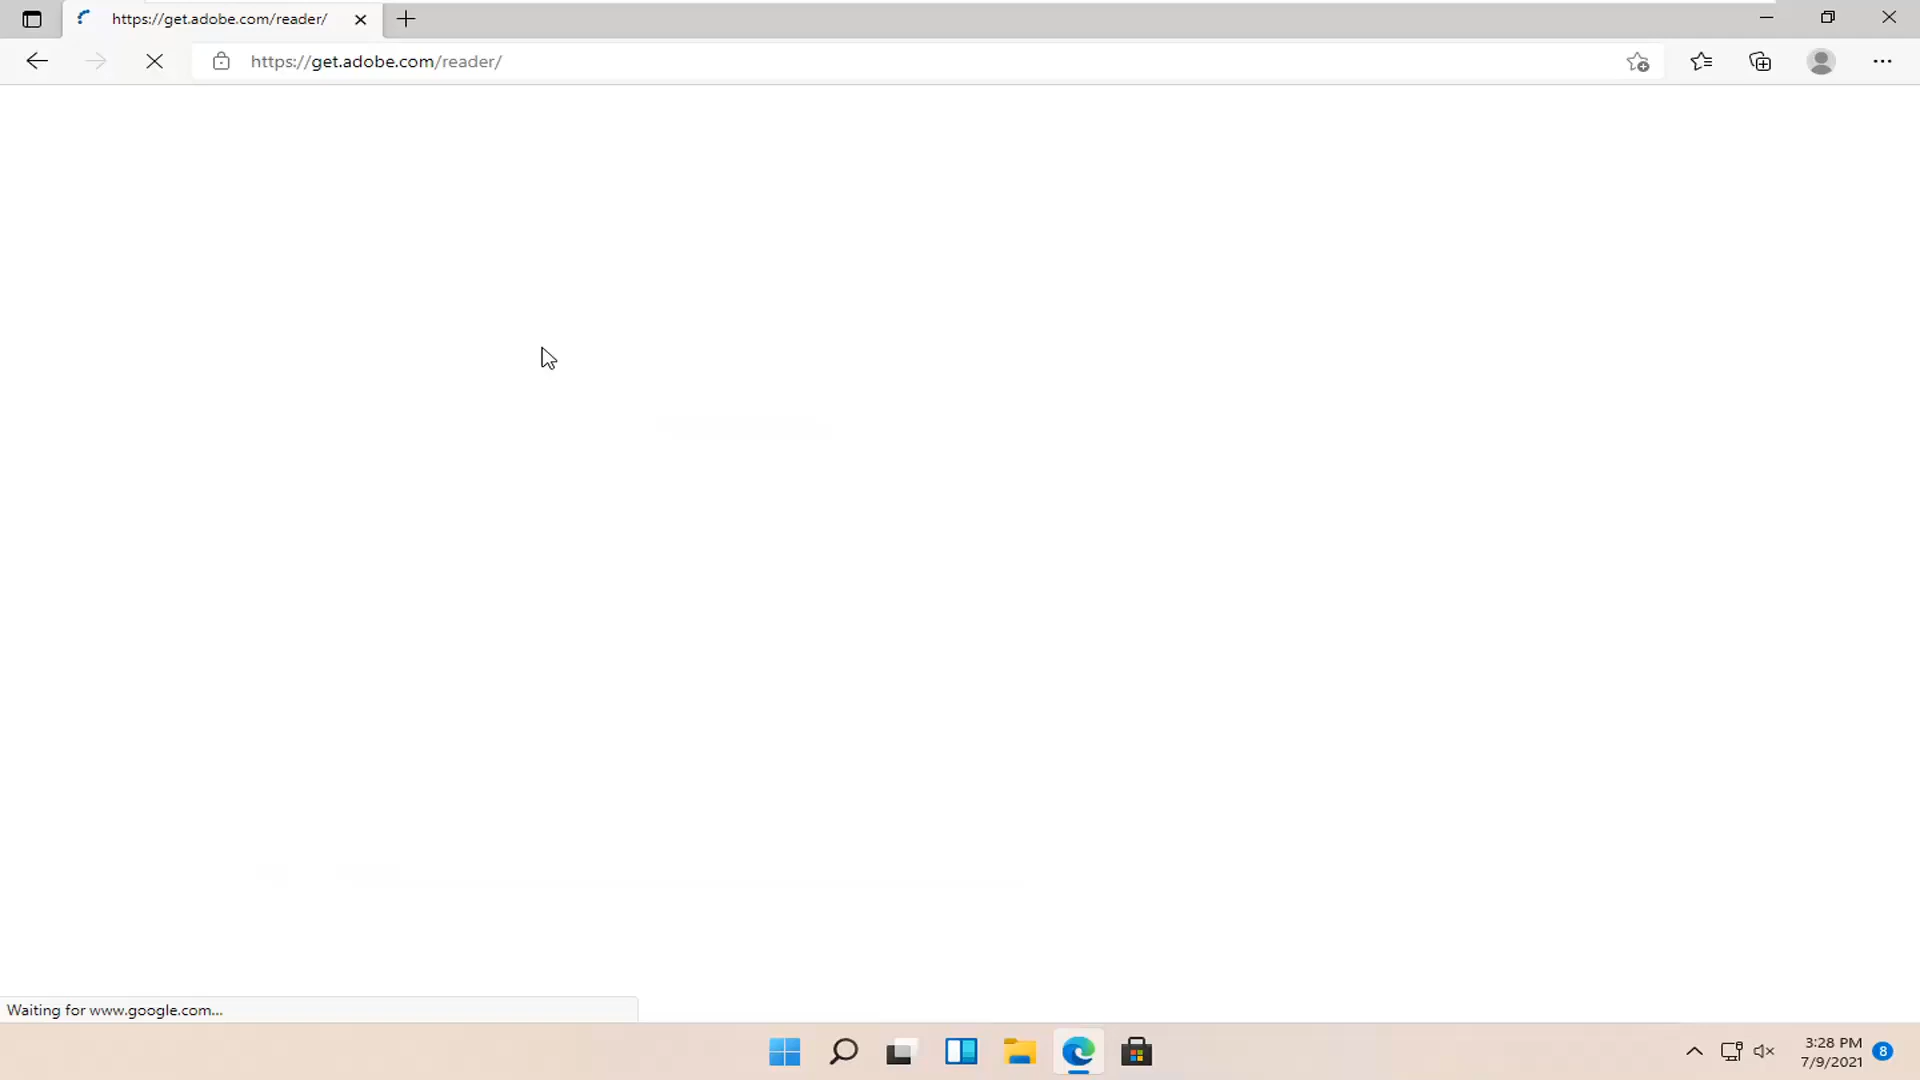 https://get.adobe.com/reader/
https://get.adobe.com/reader/
Waiting for www.google.com...
3:28 PM
7/9/2021
8